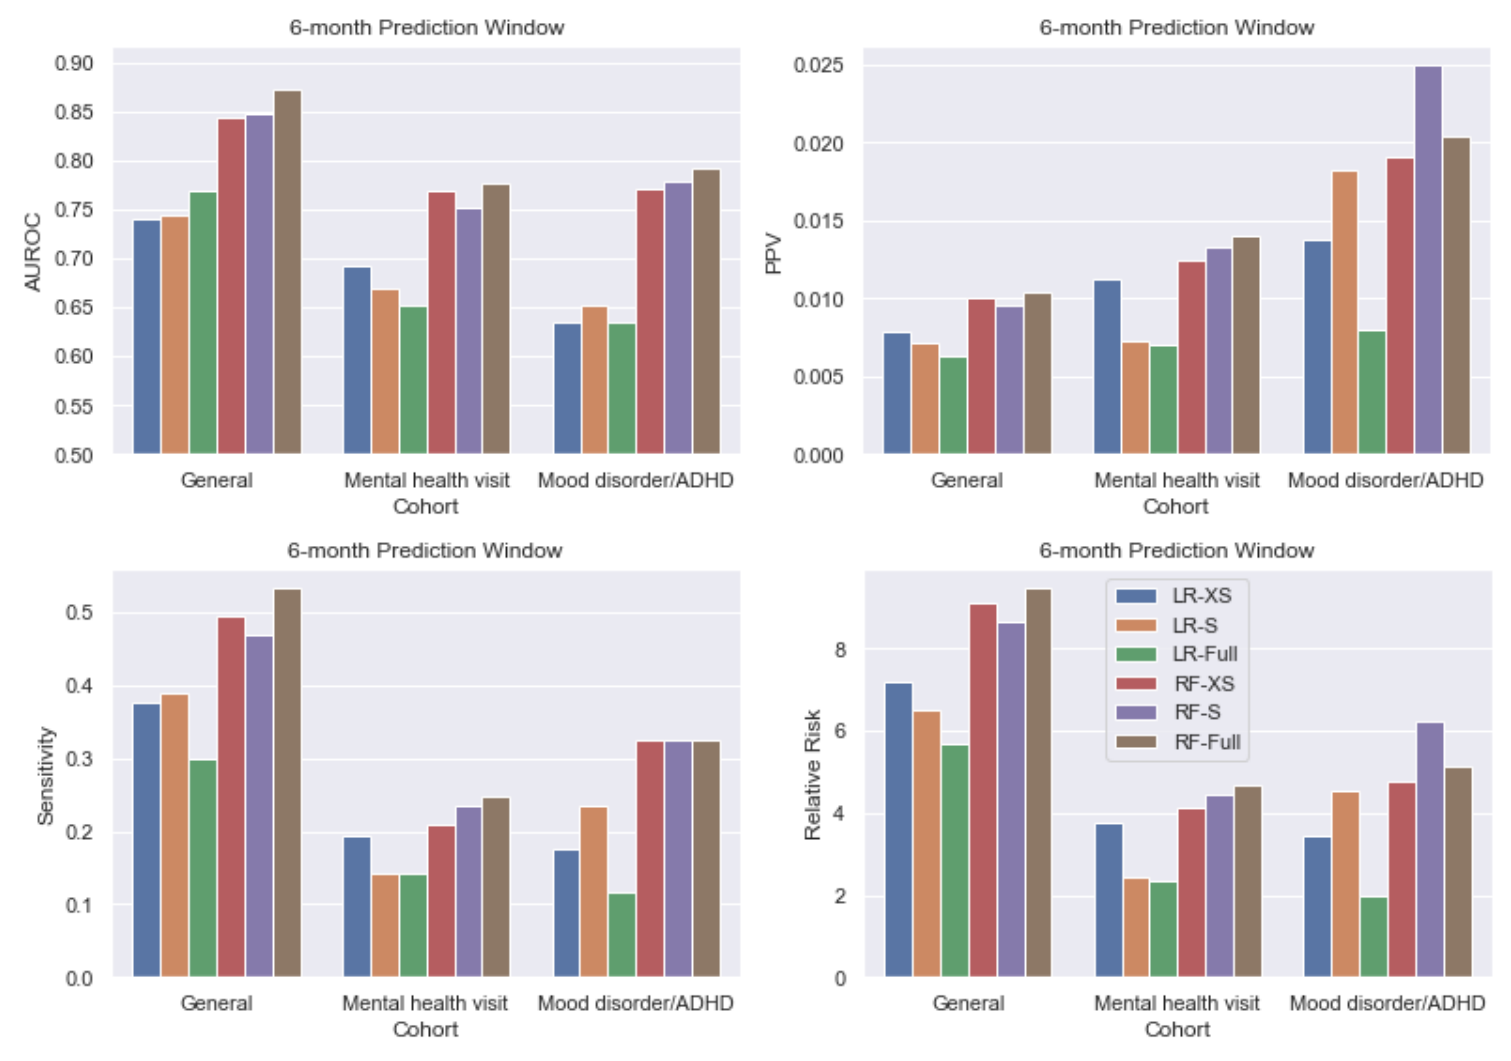 6-month Prediction Window
0.90
0.85
0.80
0.75
0.70
0.65
0.60
0.55
0.50
AUROC
General
Mental health visit
Mood disorder/ADHD
Cohort
6-month Prediction Window
0.025
0.020
0.015
0.010
0.005
0.000
PPV
General
Mental health visit
Mood disorder/ADHD
Cohort
6-month Prediction Window
0.5
0.4
0.3
0.2
0.1
0.0
Sensitivity
General
Mental health visit
Mood disorder/ADHD
Cohort
6-month Prediction Window
8
6
4
2
0
Relative Risk
LR-XS
LR-S
LR-Full
RF-XS
RF-S
RF-Full
General
Mental health visit
Mood disorder/ADHD
Cohort